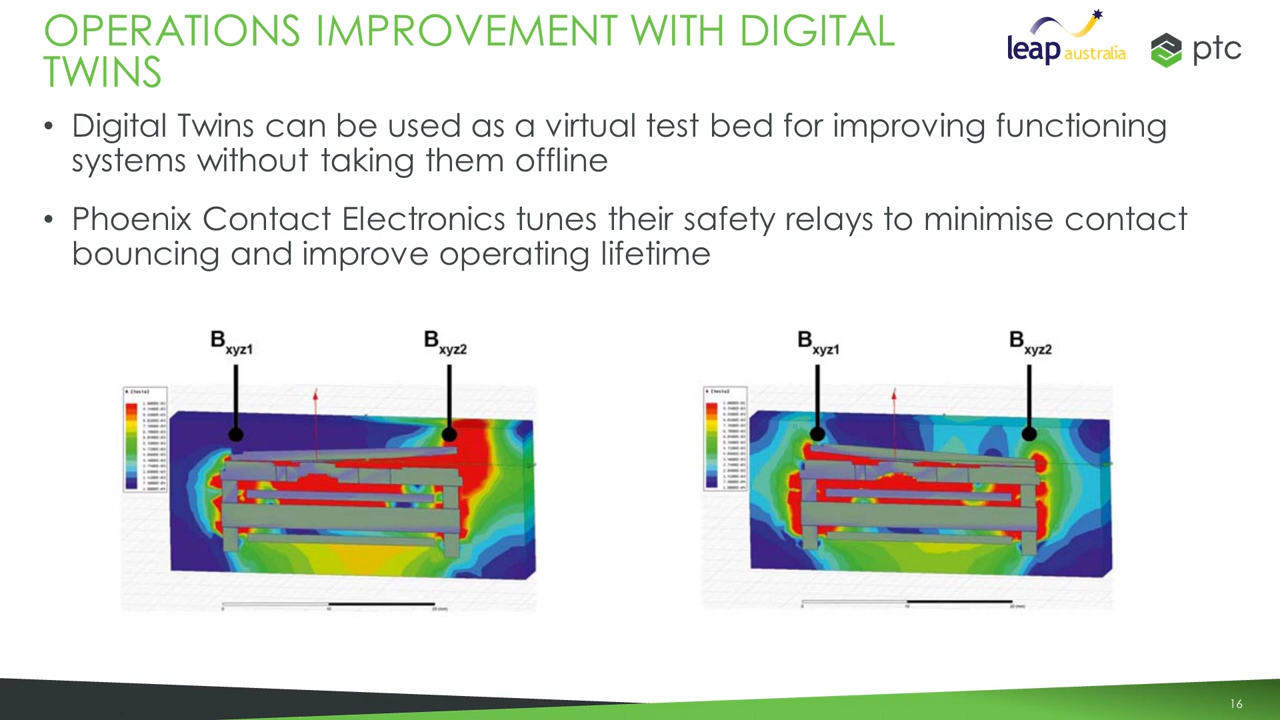 OPERATIONS IMPROVEMENT WITH DIGITAL
TWINS
leap australia
ptc
• Digital Twins can be used as a virtual test bed for improving functioning
systems without taking them offline
• Phoenix Contact Electronics tunes their safety relays to minimise contact
bouncing and improve operating lifetime
Bxyz1
Bxyz2
Bxyz1
Bxyz2
16